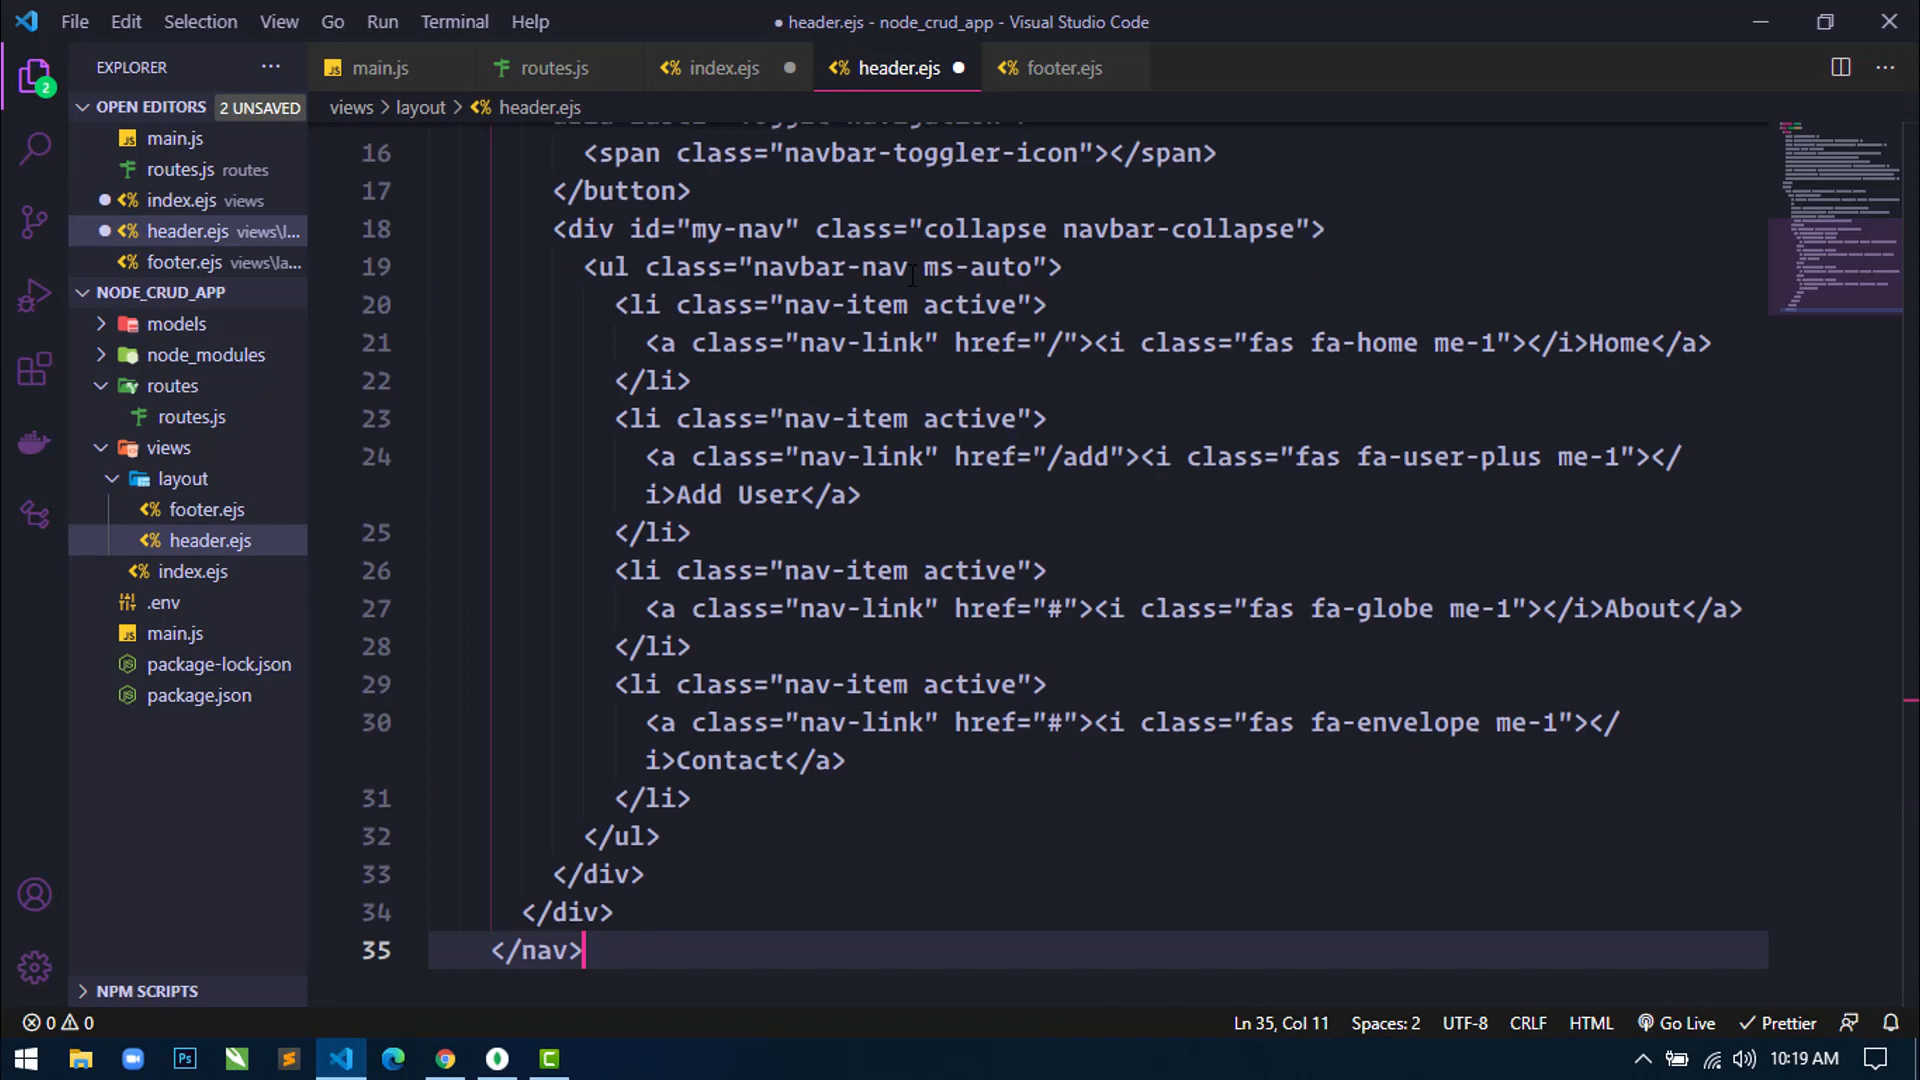 File Edit Selection View Go Run Terminal Help
● header.ejs - node_crud_app - Visual Studio Code
EXPLORER
main.js
routes.js
index.ejs
header.ejs
footer.ejs
views > layout > header.ejs
OPEN EDITORS 2 UNSAVED
main.js
routes.js routes
index.ejs views
header.ejs views\l...
footer.ejs views\la...
NODE_CRUD_APP
models
node_modules
routes
routes.js
views
layout
footer.ejs
header.ejs
index.ejs
.env
main.js
package-lock.json
package.json
NPM SCRIPTS
2
16 <span class="navbar-toggler-icon"></span>
17 </button>
18 <div id="my-nav" class="collapse navbar-collapse">
19 <ul class="navbar-nav ms-auto">
20 <li class="nav-item active">
21 <a class="nav-link" href="/"><i class="fas fa-home me-1"></i>Home</a>
22 </li>
23 <li class="nav-item active">
24 <a class="nav-link" href="/add"><i class="fas fa-user-plus me-1"></
i>Add User</a>
25 </li>
26 <li class="nav-item active">
27 <a class="nav-link" href="#"><i class="fas fa-globe me-1"></i>About</a>
28 </li>
29 <li class="nav-item active">
30 <a class="nav-link" href="#"><i class="fas fa-envelope me-1"></
i>Contact</a>
31 </li>
32 </ul>
33 </div>
34 </div>
35 </nav>
0 0
Ln 35, Col 11 Spaces: 2 UTF-8 CRLF HTML Go Live Prettier
10:19 AM